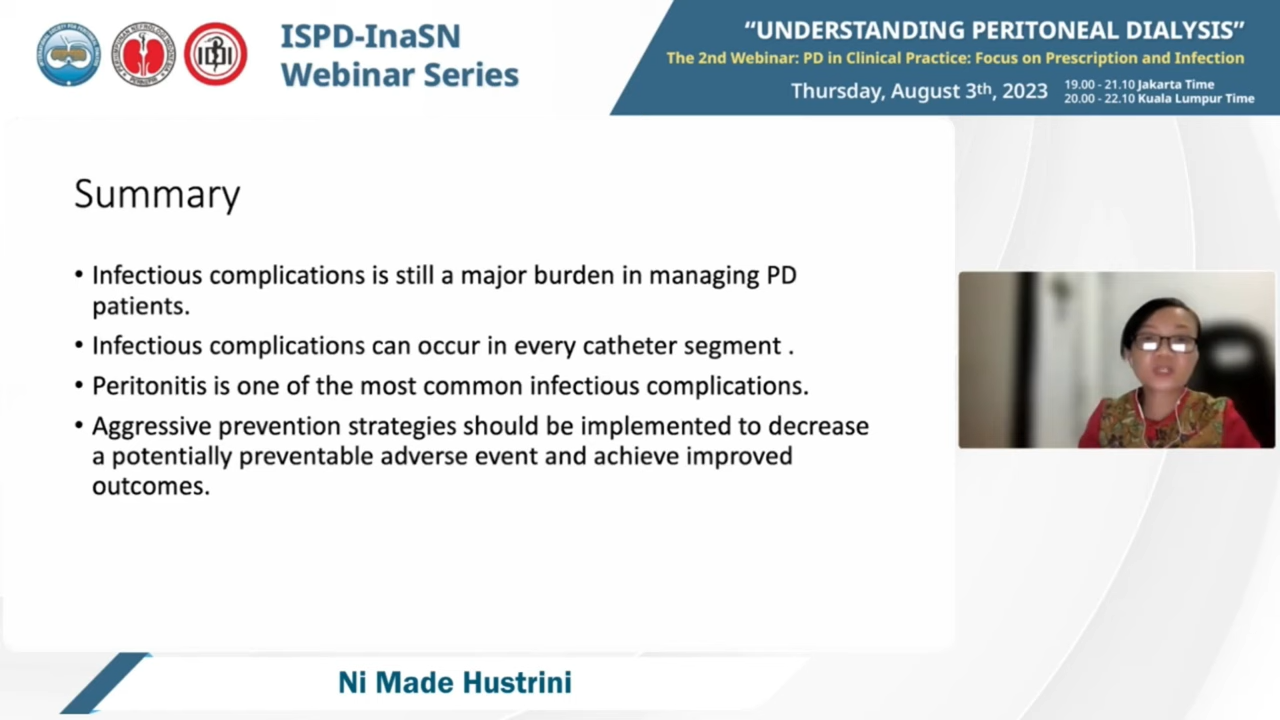 ISPD-InaSN
Webinar Series
“UNDERSTANDING PERITONEAL DIALYSIS”
The 2nd Webinar: PD in Clinical Practice: Focus on Prescription and Infection
Thursday, August 3th, 2023
19.00 - 21.10 Jakarta Time
20.00 - 22.10 Kuala Lumpur Time
Summary
• Infectious complications is still a major burden in managing PD
patients.
• Infectious complications can occur in every catheter segment .
• Peritonitis is one of the most common infectious complications.
• Aggressive prevention strategies should be implemented to decrease
a potentially preventable adverse event and achieve improved
outcomes.
Ni Made Hustrini